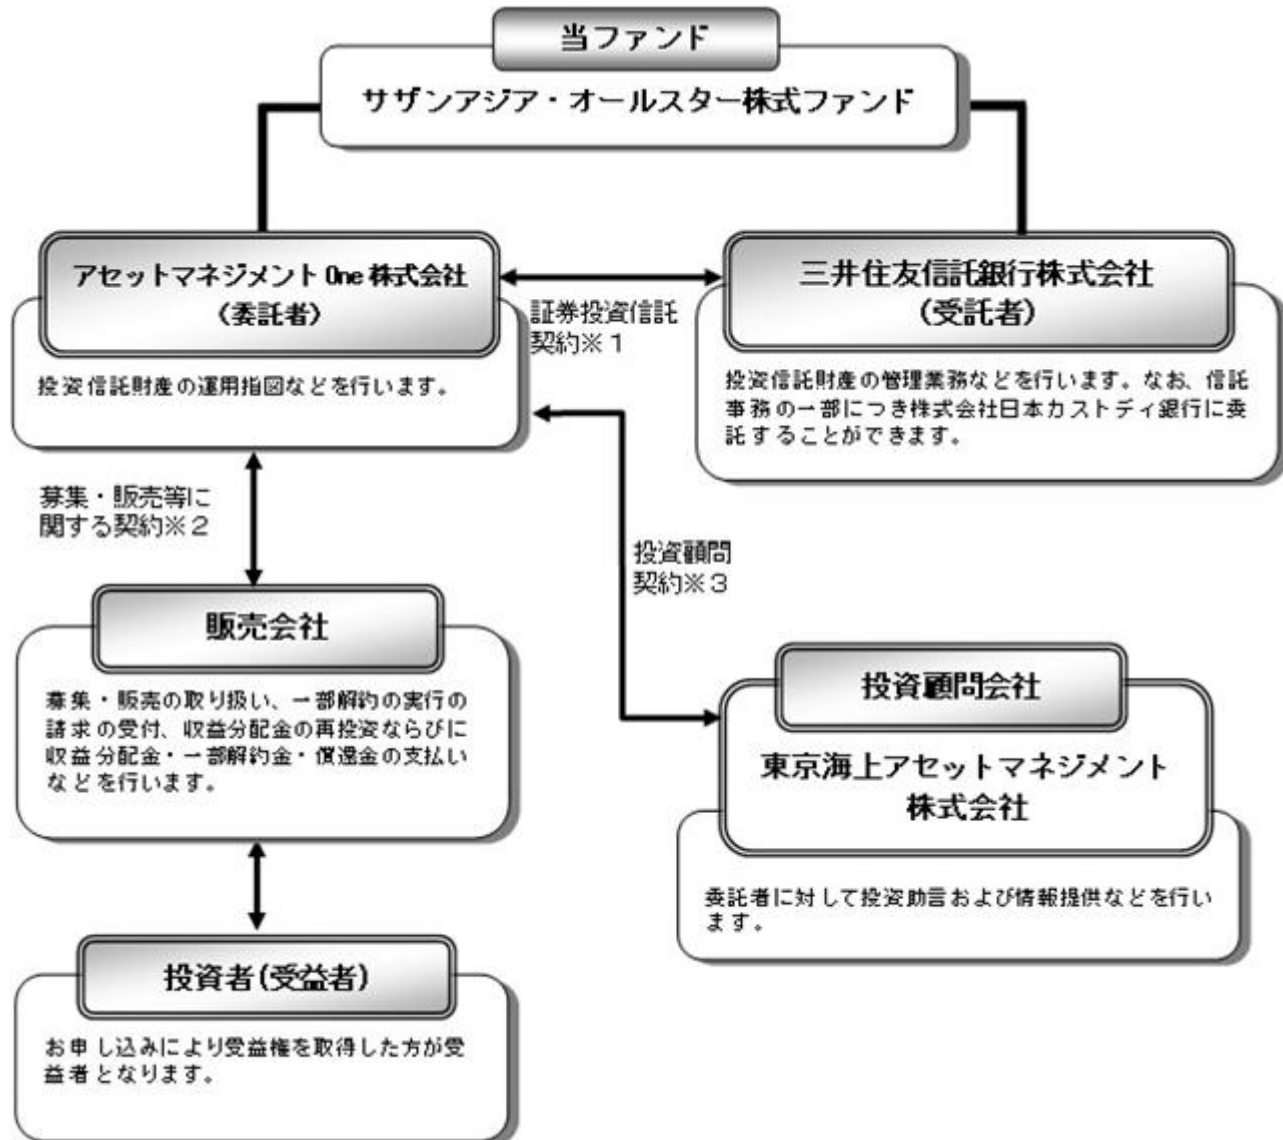 当ファンド
サザンアジア・オールスター株式ファンド
アセットマネジメント One 株式会社
（委託者）
投資信託財産の運用指図などを行います。
証券投資信託
契約※１
三井住友信託銀行株式会社
（受託者）
投資信託財産の管理業務などを行います。なお、信託
事務の一部につき株式会社日本カストディ銀行に委
託することができます。
募集・販売等に
関する契約※２
投資顧問
契約※３
販売会社
募集・販売の取り扱い、一部解約の実行の
請求の受付、収益分配金の再投資ならびに
収益分配金・一部解約金・償還金の支払い
などを行います。
投資顧問会社
東京海上アセットマネジメント
株式会社
委託者に対して投資助言および情報提供などを行い
ます。
投資者（受益者）
お申し込みにより受益権を取得した方が受
益者となります。